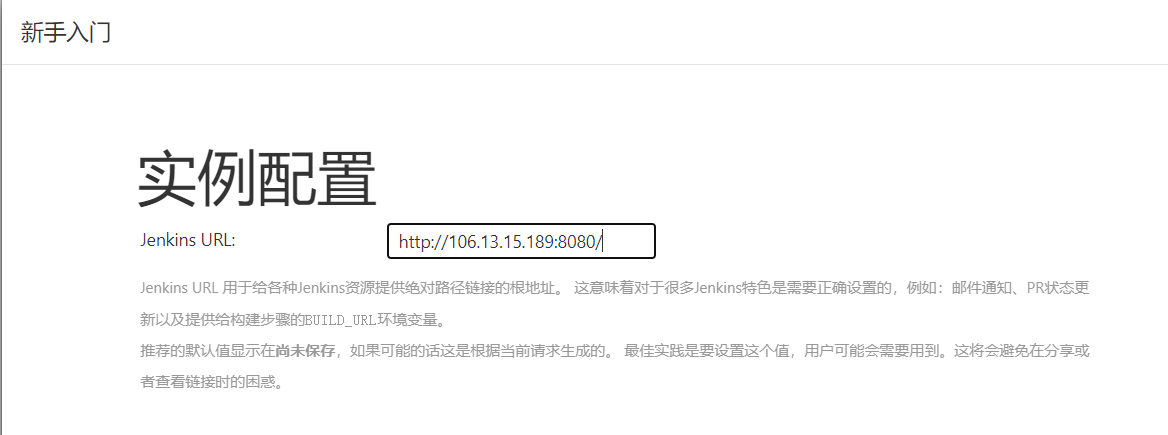 新手入门
实例配置
Jenkins URL: http://106.13.15.189:8080/
Jenkins URL 用于给各种Jenkins资源提供绝对路径链接的根地址。 这意味着对于很多Jenkins特色是需要正确设置的，例如：邮件通知、PR状态更
新以及提供给构建步骤的BUILD_URL环境变量。
推荐的默认值显示在尚未保存，如果可能的话这是根据当前请求生成的。 最佳实践是要设置这个值，用户可能会需要用到。这将会避免在分享或
者查看链接时的困惑。